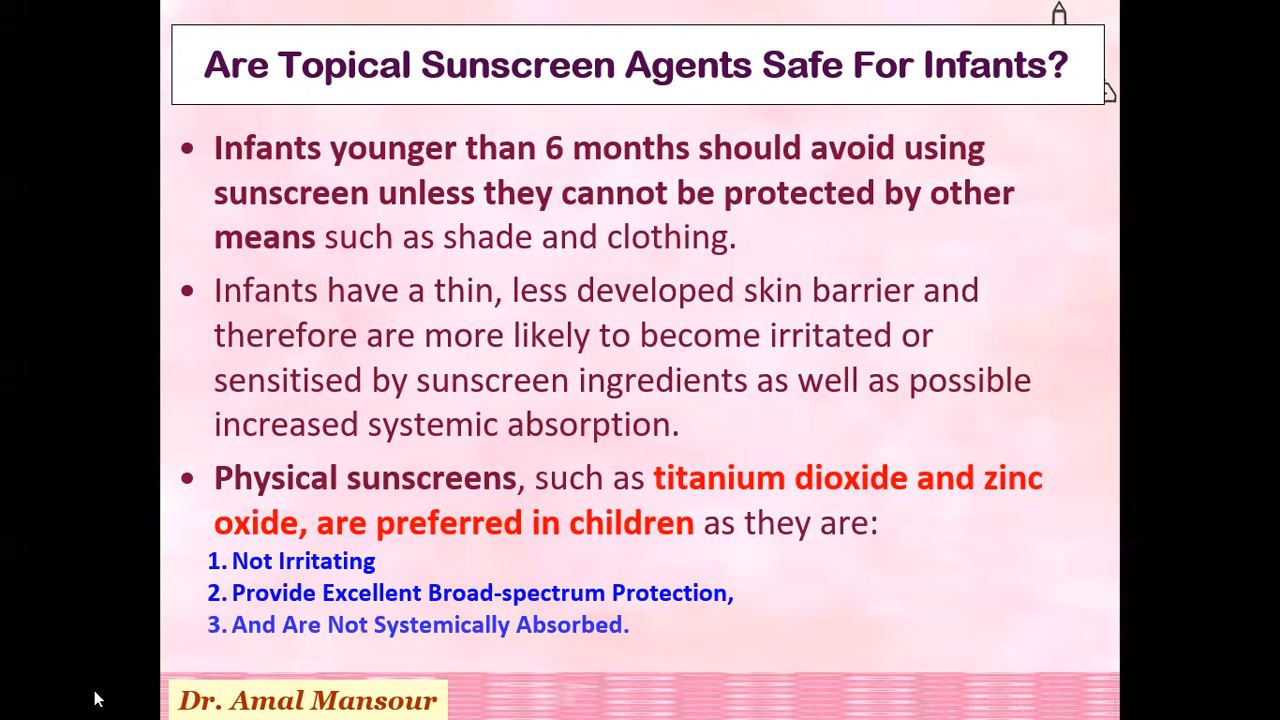 Are Topical Sunscreen Agents Safe For Infants?
• Infants younger than 6 months should avoid using
sunscreen unless they cannot be protected by other
means such as shade and clothing.
• Infants have a thin, less developed skin barrier and
therefore are more likely to become irritated or
sensitised by sunscreen ingredients as well as possible
increased systemic absorption.
• Physical sunscreens, such as titanium dioxide and zinc
oxide, are preferred in children as they are:
1. Not Irritating
2. Provide Excellent Broad-spectrum Protection,
3. And Are Not Systemically Absorbed.
Dr. Amal Mansour